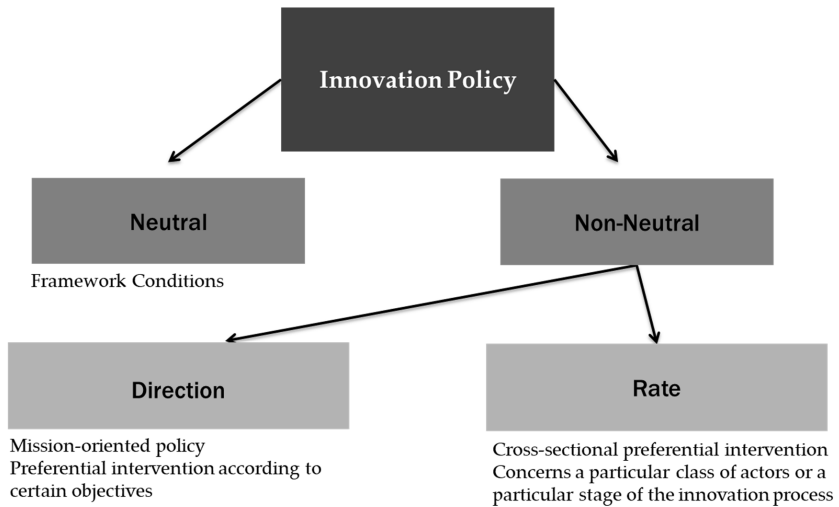 Innovation Policy
Neutral
Non-Neutral
Framework Conditions
Direction
Rate
Mission-oriented policy
Preferential intervention according to
certain objectives
Cross-sectional preferential intervention
Concerns a particular class of actors or a
particular stage of the innovation process